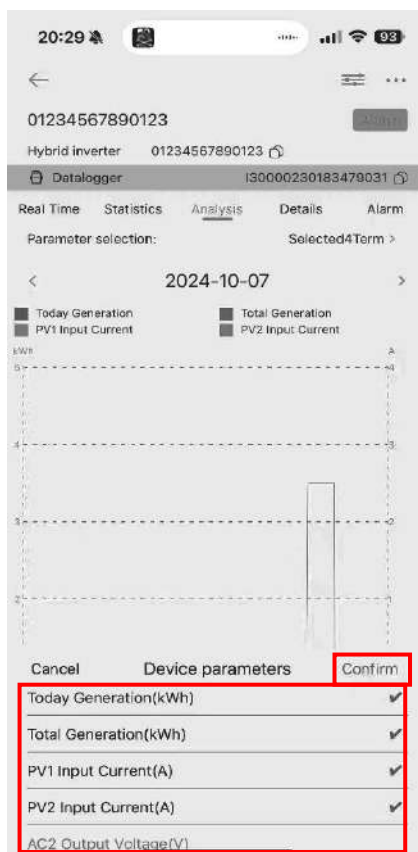 20:29 93
01234567890123 Alarm
Hybrid inverter 01234567890123
Datalogger I30000230183479031
Real Time Statistics Analysis Details Alarm
Parameter selection: Selected4Term >
< 2024-10-07 >
Today Generation Total Generation
PV1 Input Current PV2 Input Current
kWh A
5 4
4 3
3 2
2 1
Cancel Device parameters Confirm
Today Generation(kWh)
Total Generation(kWh)
PV1 Input Current(A)
PV2 Input Current(A)
AC2 Output Voltage(V)